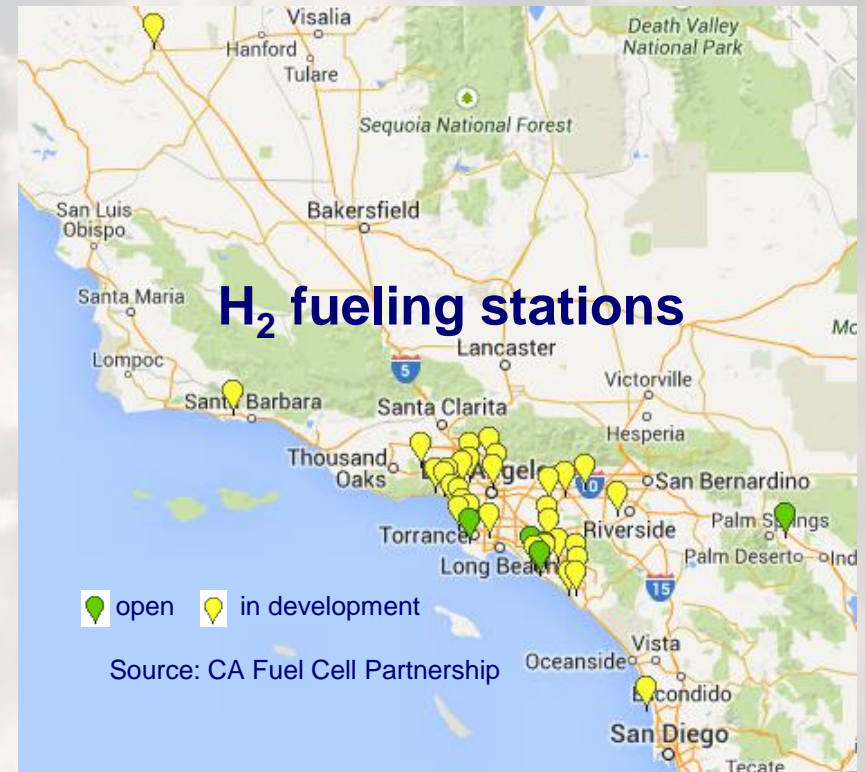 Visalia
Death Valley
National Park
Hanford
Tulare
Sequoia National Forest
San Luis
Obispo
Bakersfield
Santa Maria
H₂ fueling stations
Lancaster
Lompoc
5
Victorville
Santa Barbara
Santa Clarita
Hesperia
Thousand
Oaks
10
San Bernardino
Torrance
Riverside
Palm Springs
Long Beach
Palm Desert
15
open in development
Vista
Source: CA Fuel Cell Partnership
Oceanside
Escondido
San Diego
Tecate